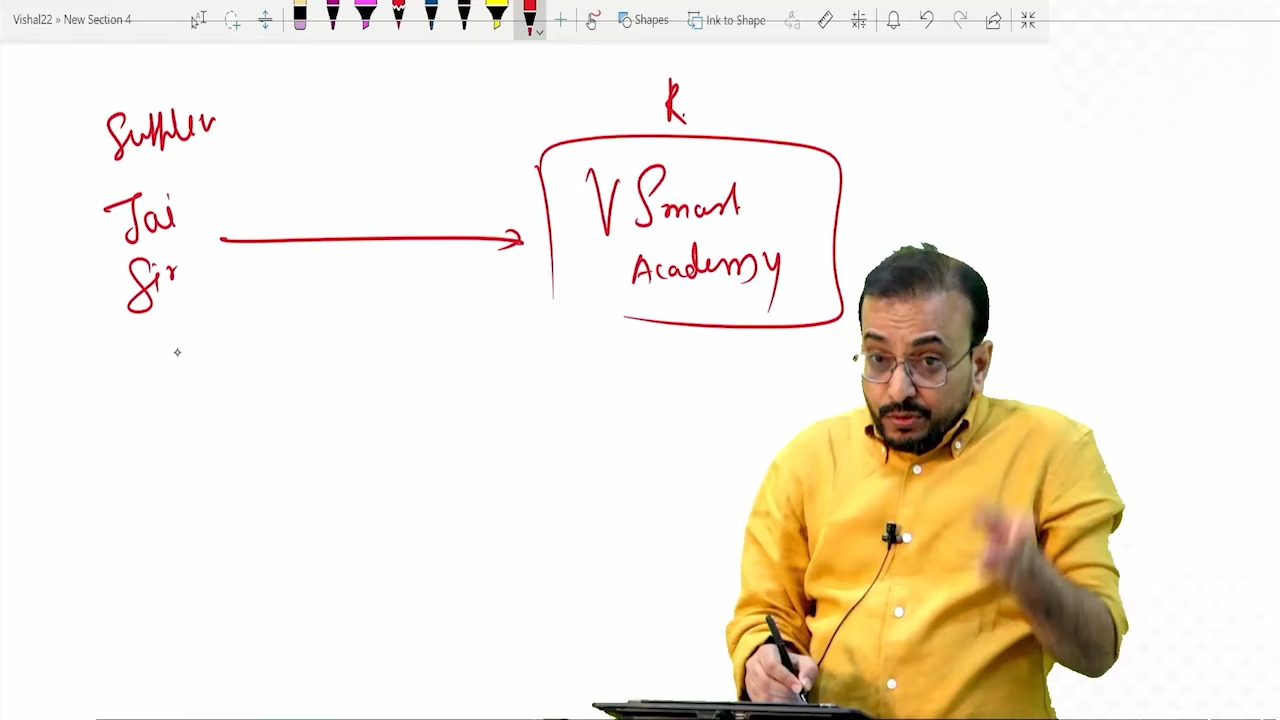 Vishal22 » New Section 4
Shapes
Ink to Shape
Supplier
R.
Jai
Sir
V Smart
Academy